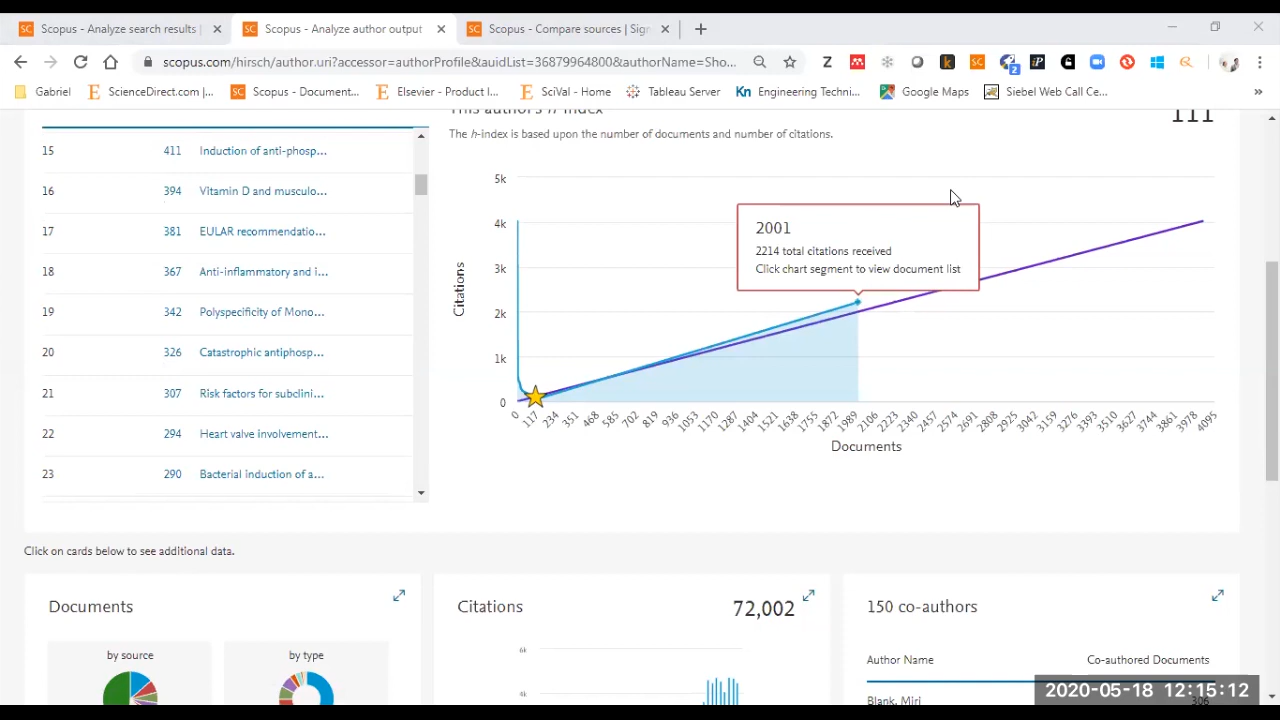 Scopus - Analyze search results |
Scopus - Analyze author output
Scopus - Compare sources | Sign
scopus.com/hirsch/author.uri?accessor=authorProfile&auidList=36879964800&authorName=Sho...
Gabriel
ScienceDirect.com |...
Scopus - Document...
Elsevier - Product I...
SciVal - Home
Tableau Server
Kn Engineering Techni...
Google Maps
Siebel Web Call Ce...
»
This author's h-index
111
The h-index is based upon the number of documents and number of citations.
15 411 Induction of anti-phosp...
16 394 Vitamin D and musculo...
17 381 EULAR recommendatio...
18 367 Anti-inflammatory and i...
19 342 Polyspecificity of Mono...
20 326 Catastrophic antiphosp...
21 307 Risk factors for subclini...
22 294 Heart valve involvement...
23 290 Bacterial induction of a...
5k
4k
3k
2k
1k
0
Citations
2001
2214 total citations received
Click chart segment to view document list
0 117 234 351 468 585 702 819 936 1053 1170 1287 1404 1521 1638 1755 1872 1989 2106 2223 2340 2457 2574 2691 2808 2925 3042 3159 3276 3393 3510 3627 3744 3861 3978 4095
Documents
Click on cards below to see additional data.
Documents
by source
by type
Citations
72,002
6k
4k
150 co-authors
Author Name Co-authored Documents
Blank, Miri 306
2020-05-18 12:15:12